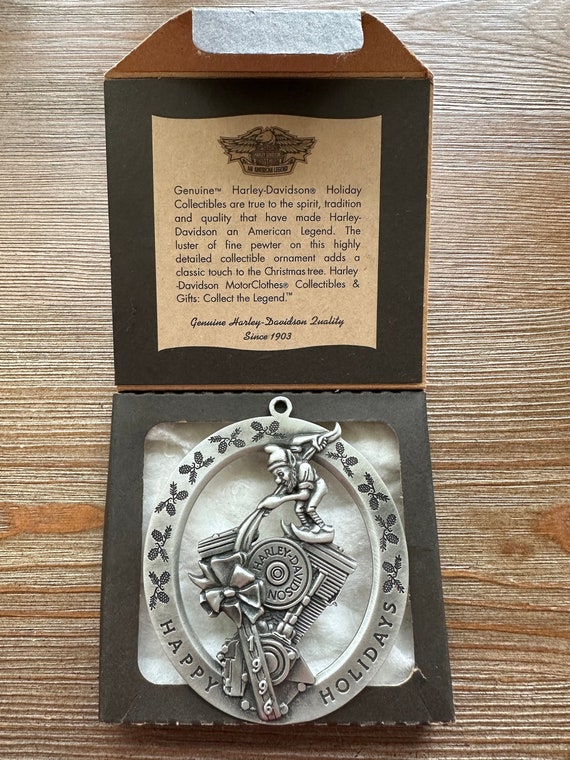 AN AMERICAN LEGEND
Genuine™ Harley-Davidson® Holiday
Collectibles are true to the spirit, tradition
and quality that have made Harley-
Davidson an American Legend. The
luster of fine pewter on this highly
detailed collectible ornament adds a
classic touch to the Christmas tree. Harley
-Davidson MotorClothes® Collectibles &
Gifts: Collect the Legend.™
Genuine Harley-Davidson Quality
Since 1903
HARLEY-DAVIDSON
1996
HAPPY HOLIDAYS